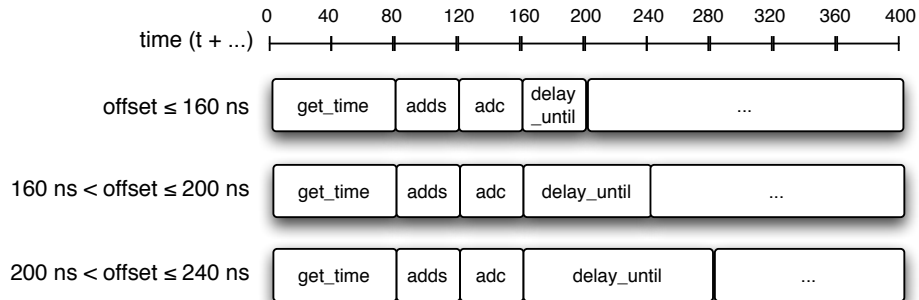 0 40 80 120 160 200 240 280 320 360 400
time (t + ...)
offset ≤ 160 ns get_time adds adc delay
_until ...
160 ns < offset ≤ 200 ns get_time adds adc delay_until ...
200 ns < offset ≤ 240 ns get_time adds adc delay_until ...